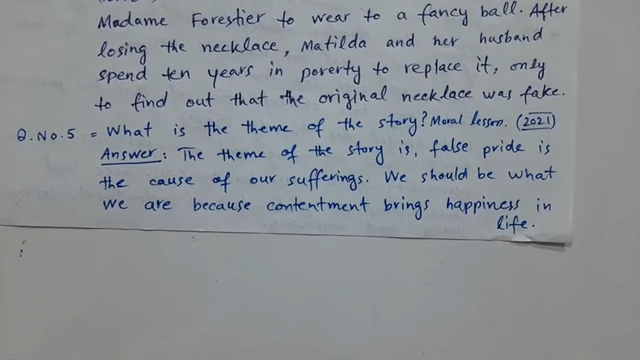 Madame Forestier to wear to a fancy ball. After
losing the necklace, Matilda and her husband
spend ten years in poverty to replace it, only
to find out that the original necklace was fake.
Q.No.5 = What is the theme of the story? Moral lesson. (2021)
Answer: The theme of the story is, false pride is
the cause of our sufferings. We should be what
we are because contentment brings happiness in
life.